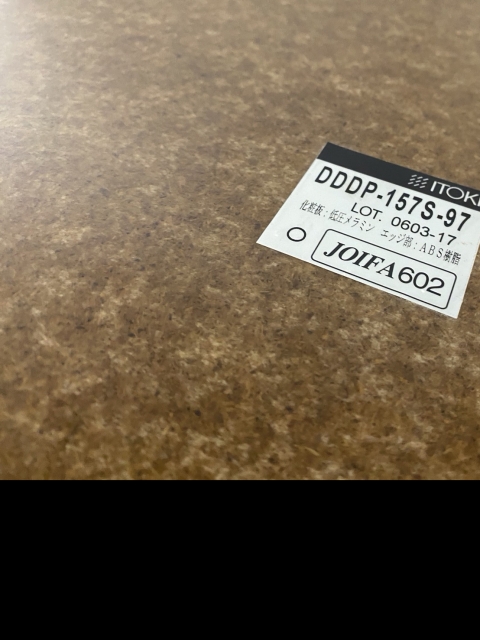 ITOKI
DDDP-157S-97
LOT. 0603-17
化粧板：低圧メラミン エッジ部：ABS樹脂
JOIFA602